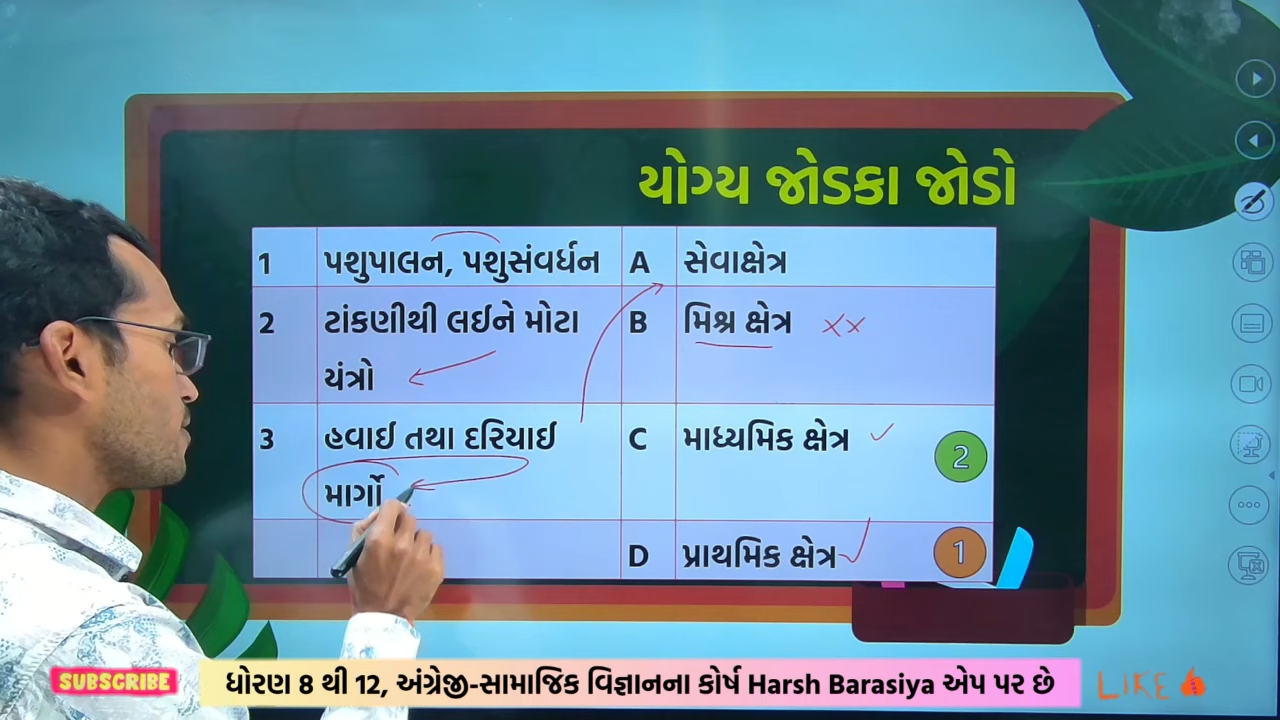 યોગ્ય જોડકા જોડો
1 પશુપાલન, પશુસંવર્ધન A સેવાક્ષેત્ર
2 ટાંકણીથી લઈને મોટા B મિશ્ર ક્ષેત્ર xx
યંત્રો
3 હવાઈ તથા દરિયાઈ C માધ્યમિક ક્ષેત્ર 2
માર્ગો
D પ્રાથમિક ક્ષેત્ર 1
SUBSCRIBE ધોરણ 8 થી 12, અંગ્રેજી-સામાજિક વિજ્ઞાનના કોર્ષ Harsh Barasiya એપ પર છે LIKE